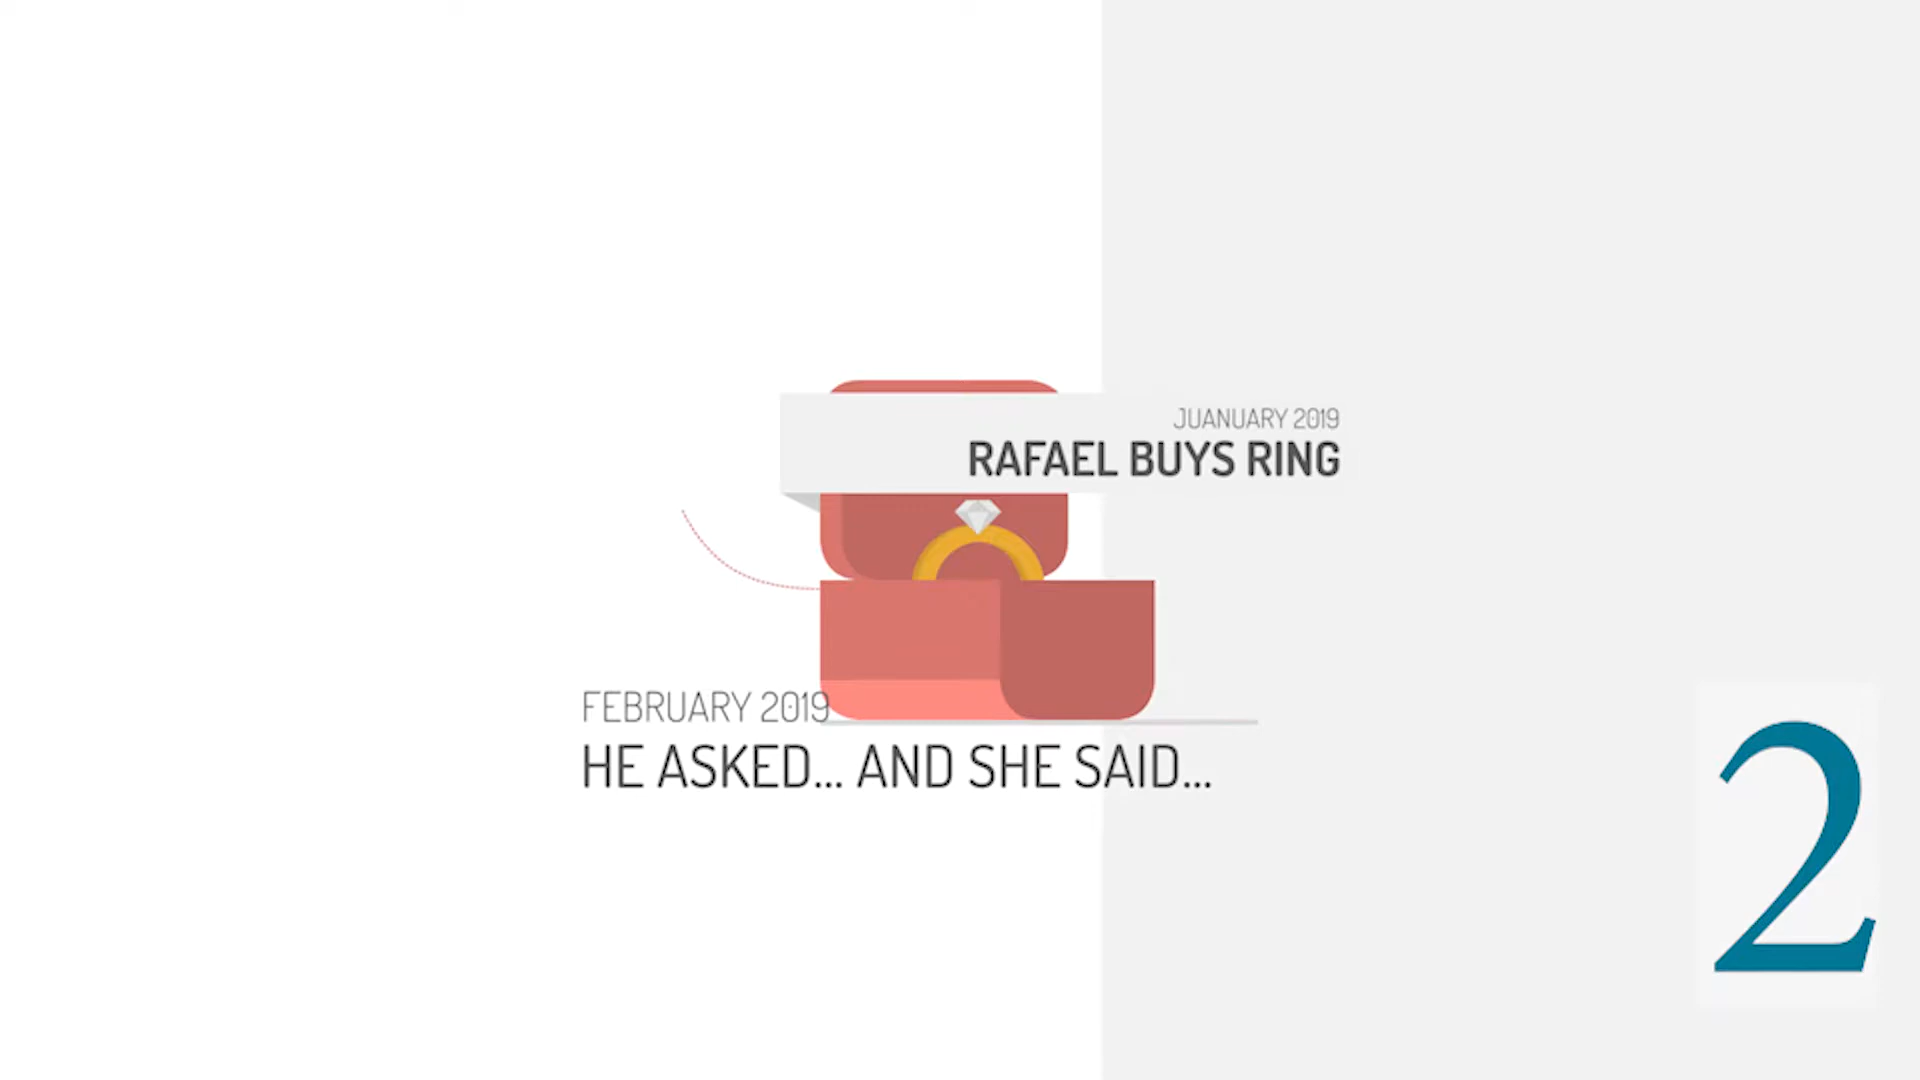 JUANUARY 2019
RAFAEL BUYS RING
FEBRUARY 2019
HE ASKED... AND SHE SAID...
2